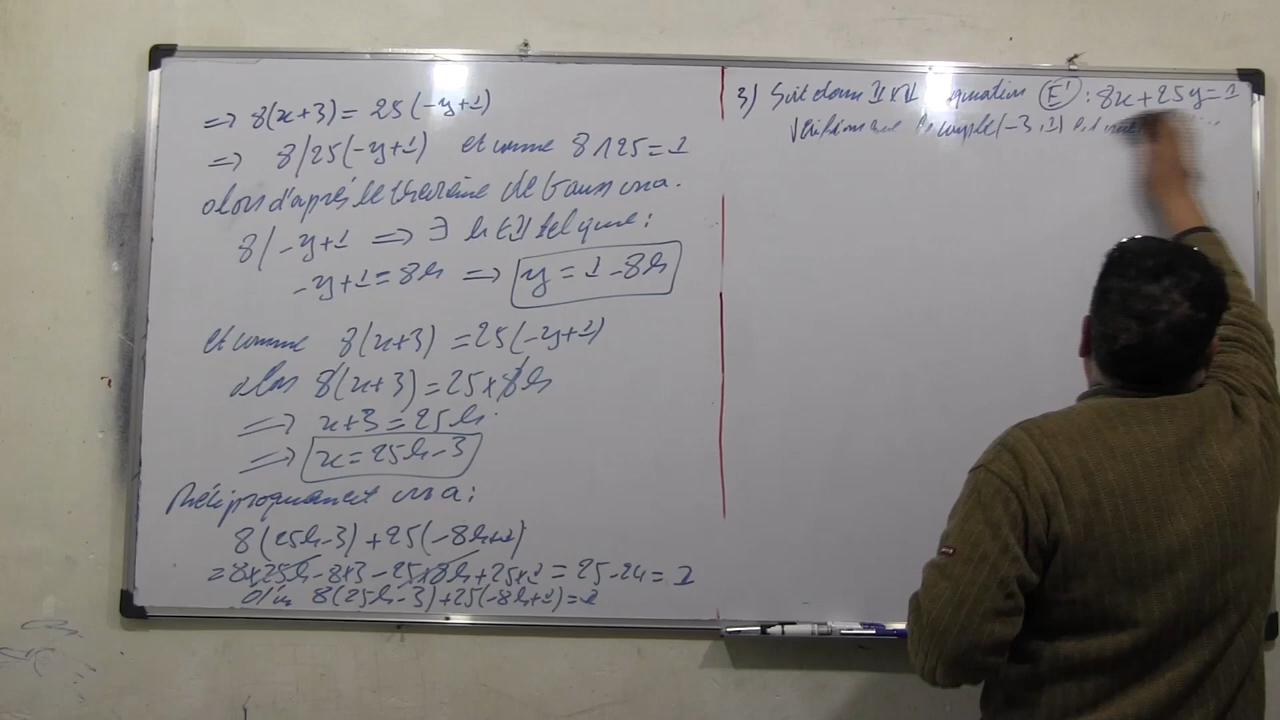 => 8(x+3) = 25(-y+1)
=> 8/25(-y+1) et comme 8∧25=1
alors d'après le théorème de Gauss on a.
8/-y+1 => ∃ k∈ℤ tel que:
-y+1=8k => y=1-8k
et comme 8(x+3)=25(-y+1)
alors 8(x+3)=25×8k
=> x+3=25k
=> x=25k-3
Réciproquement on a:
8(25k-3)+25(-8k+1)
=8×25k-8×3-25×8k+25×1=25-24=1
8(25k-3)+25(-8k+1)=1
3) Soit dans ℤ×ℤ équation (E'): 8x+25y=1
Vérifions que le couple (-3,1)